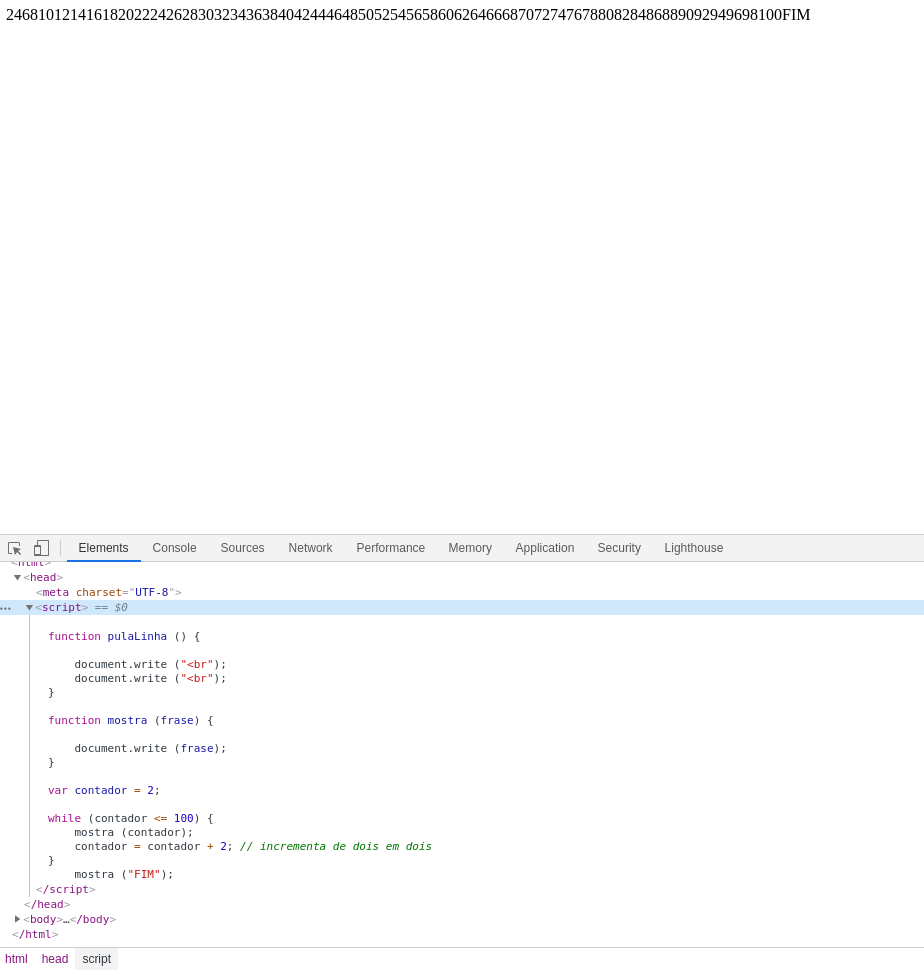 24681012141618202224262830323436384042444648505254565860626466687072747678808284868890929496981​00FIM
Elements Console Sources Network Performance Memory Application Security Lighthouse
<html>
<head>
<meta charset="UTF-8">
<script> == $0
function pulaLinha () {
document.write ("<br");
document.write ("<br");
}
function mostra (frase) {
document.write (frase);
}
var contador = 2;
while (contador <= 100) {
mostra (contador);
contador = contador + 2; // incrementa de dois em dois
}
mostra ("FIM");
</script>
</head>
<body>…</body>
</html>
html head script